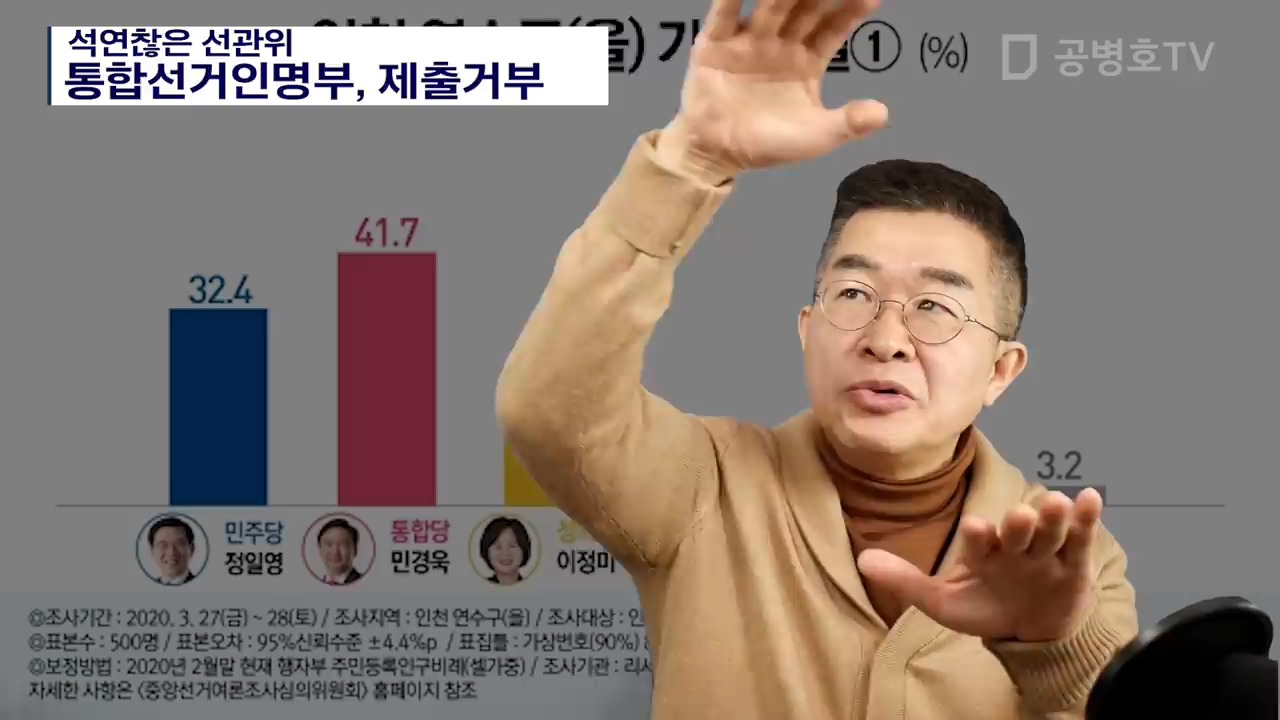 석연찮은 선관위
통합선거인명부, 제출거부
을) 가
① (%)
공병호TV
41.7
32.4
3.2
민주당
정일영
통합당
민경욱
이정미
◎조사기간 : 2020. 3. 27(금) ~ 28(토) / 조사지역 : 인천 연수구(을) / 조사대상 : 만
◎표본수 : 500명 / 표본오차 : 95%신뢰수준 ±4.4%p / 표집틀 : 가상번호(90%)
◎보정방법 : 2020년 2월말 현재 행자부 주민등록인구비례(셀가중) / 조사기관 : 리서
자세한 사항은 <중앙선거여론조사심의위원회> 홈페이지 참조